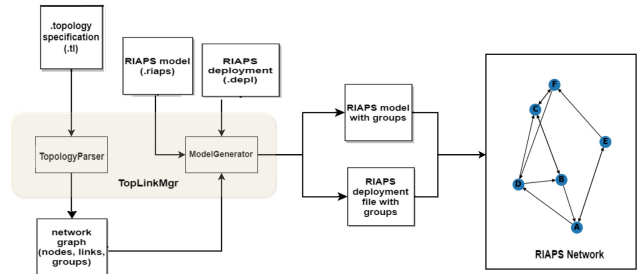 .topology
specification
(.tl)
RIAPS model
(.riaps)
RIAPS
deployment
(.depl)
TopologyParser
ModelGenerator
TopLinkMgr
network
graph
(nodes, links,
groups)
RIAPS model
with groups
RIAPS
deployment
file with
groups
F
C
E
D
B
A
RIAPS Network